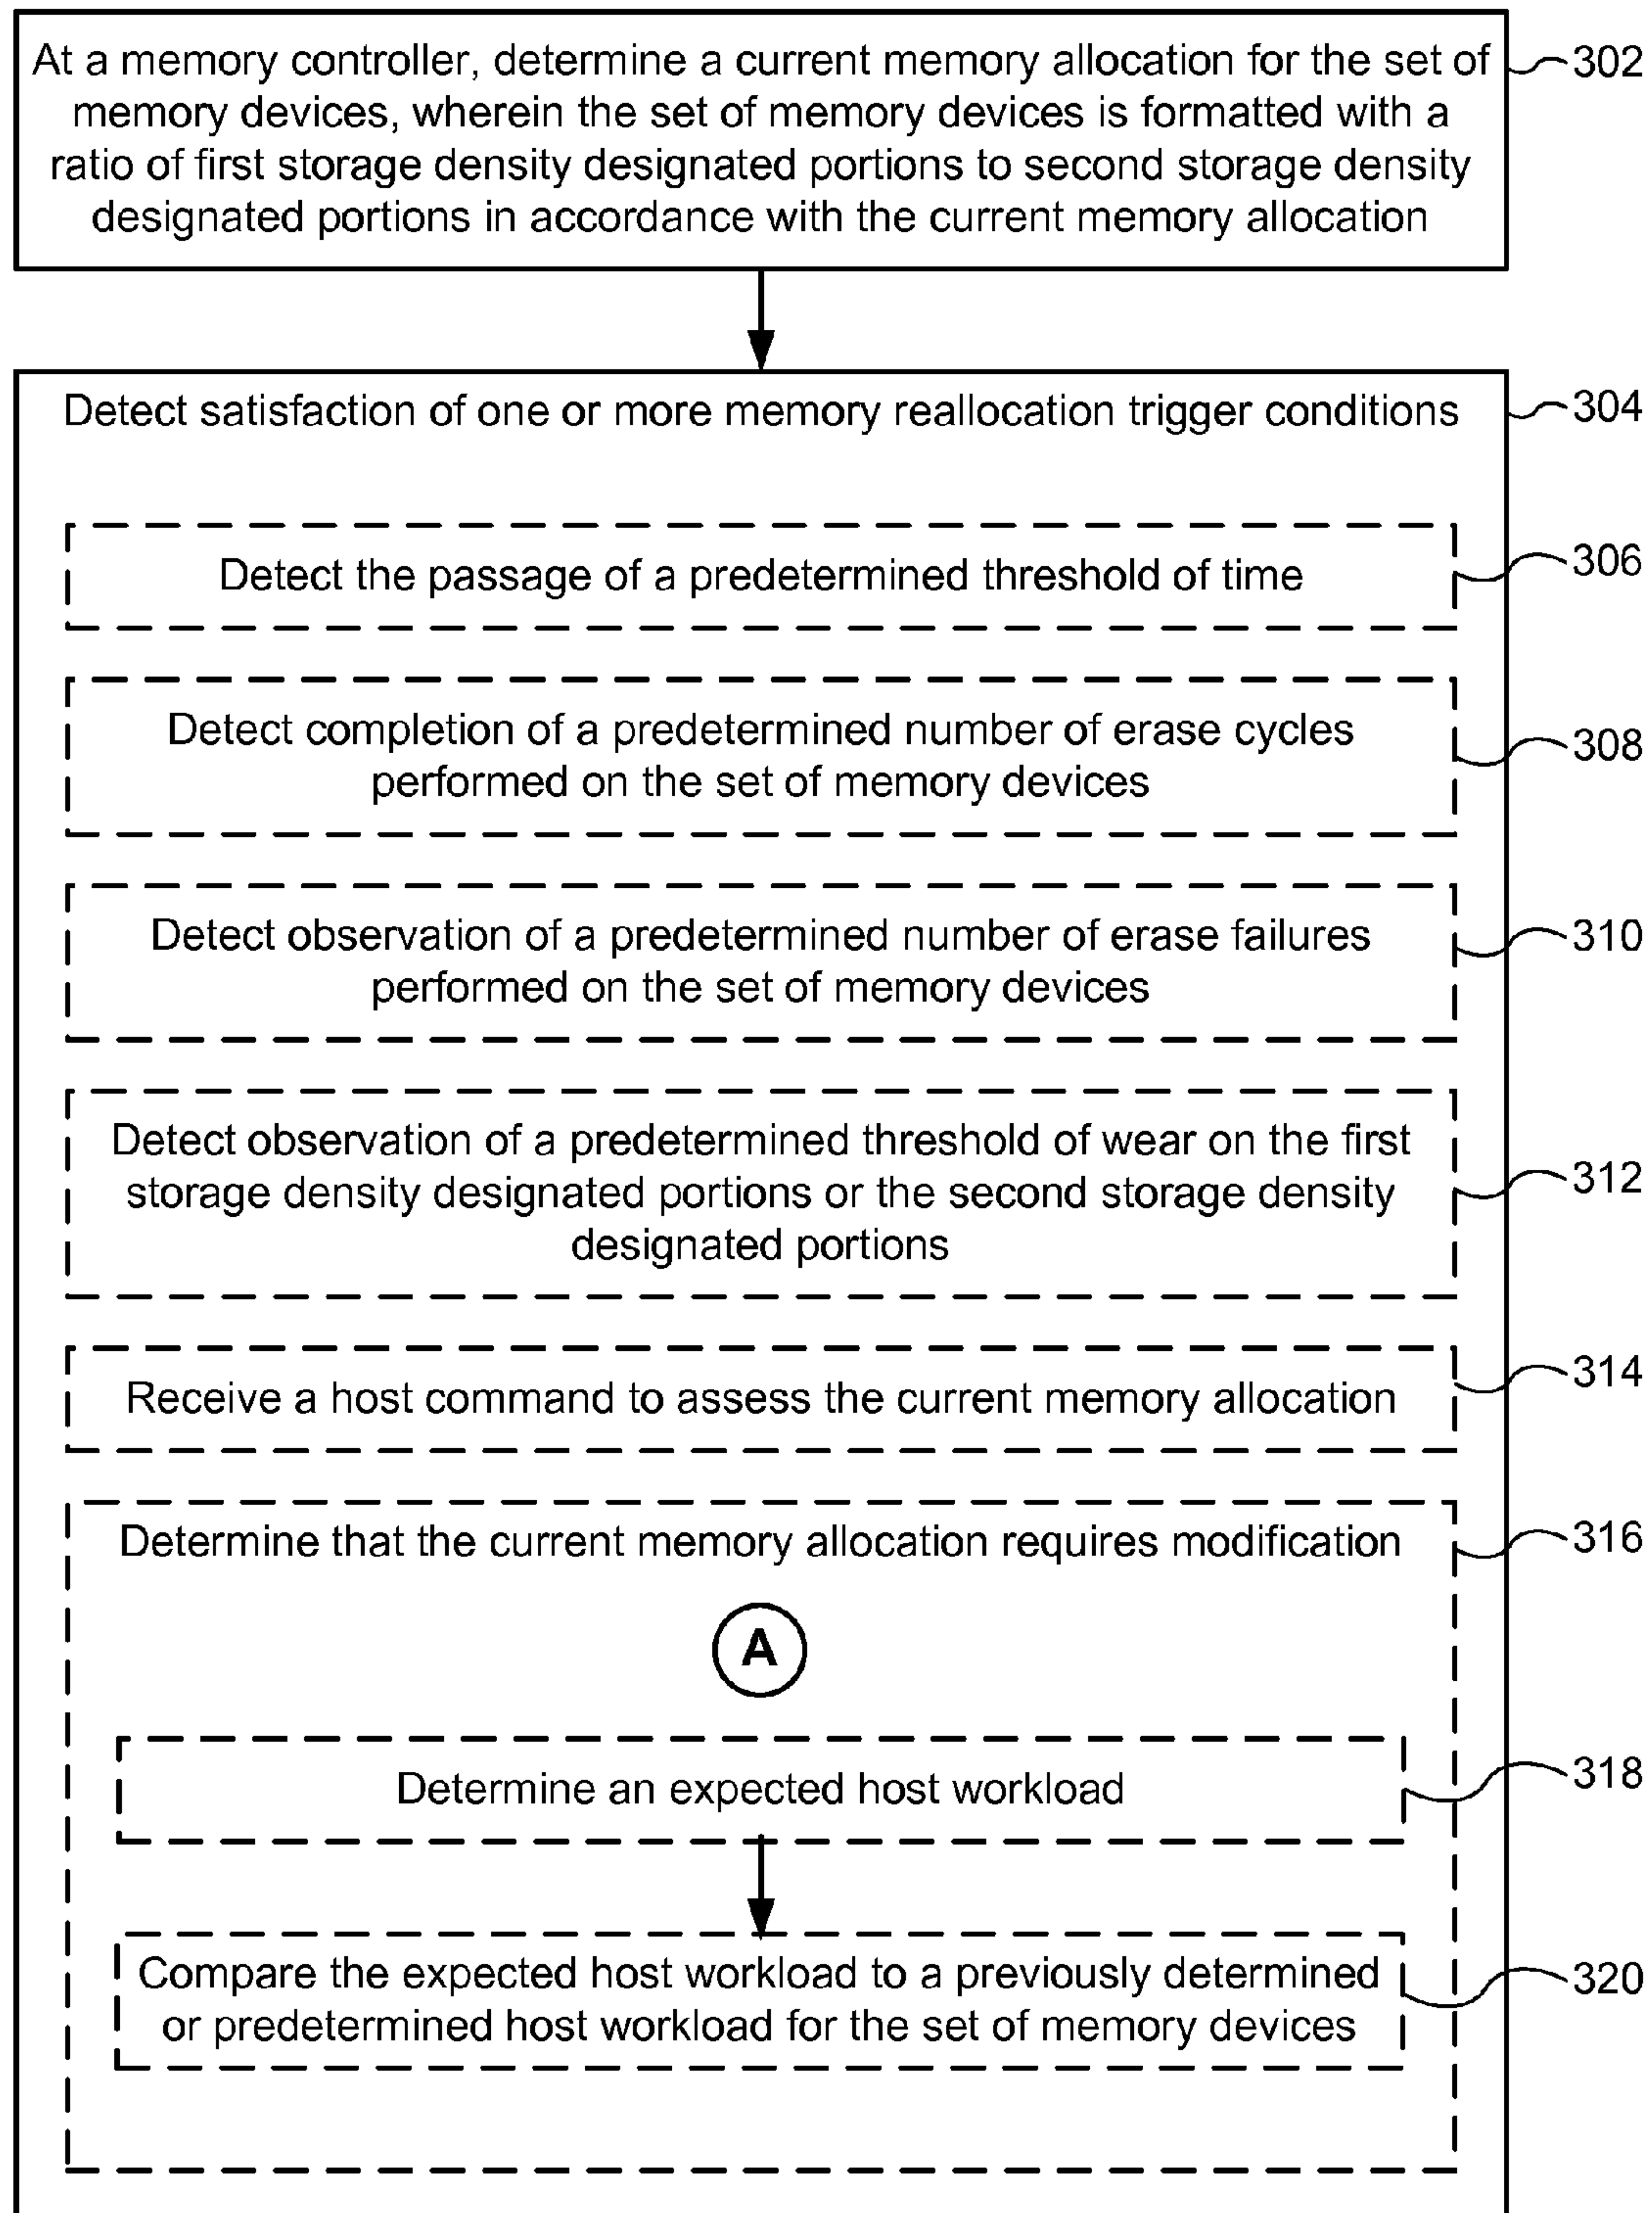 At a memory controller, determine a current memory allocation for the set of
memory devices, wherein the set of memory devices is formatted with a
ratio of first storage density designated portions to second storage density
designated portions in accordance with the current memory allocation
302
Detect satisfaction of one or more memory reallocation trigger conditions
304
Detect the passage of a predetermined threshold of time
306
Detect completion of a predetermined number of erase cycles
performed on the set of memory devices
308
Detect observation of a predetermined number of erase failures
performed on the set of memory devices
310
Detect observation of a predetermined threshold of wear on the first
storage density designated portions or the second storage density
designated portions
312
Receive a host command to assess the current memory allocation
314
Determine that the current memory allocation requires modification
316
A
Determine an expected host workload
318
Compare the expected host workload to a previously determined
or predetermined host workload for the set of memory devices
320